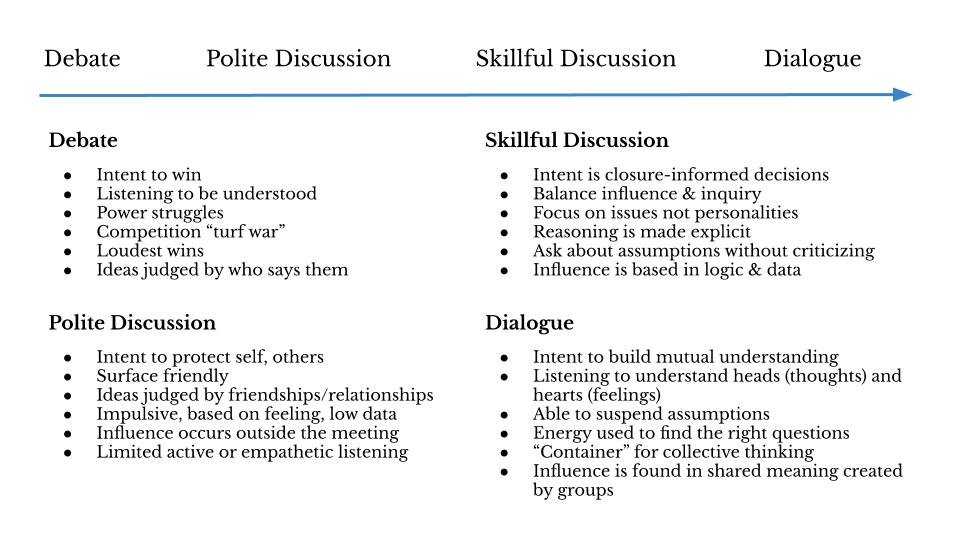 Debate Polite Discussion Skillful Discussion Dialogue
Debate
● Intent to win
● Listening to be understood
● Power struggles
● Competition “turf war”
● Loudest wins
● Ideas judged by who says them
Polite Discussion
● Intent to protect self, others
● Surface friendly
● Ideas judged by friendships/relationships
● Impulsive, based on feeling, low data
● Influence occurs outside the meeting
● Limited active or empathetic listening
Skillful Discussion
● Intent is closure-informed decisions
● Balance influence & inquiry
● Focus on issues not personalities
● Reasoning is made explicit
● Ask about assumptions without criticizing
● Influence is based in logic & data
Dialogue
● Intent to build mutual understanding
● Listening to understand heads (thoughts) and
hearts (feelings)
● Able to suspend assumptions
● Energy used to find the right questions
● “Container” for collective thinking
● Influence is found in shared meaning created
by groups